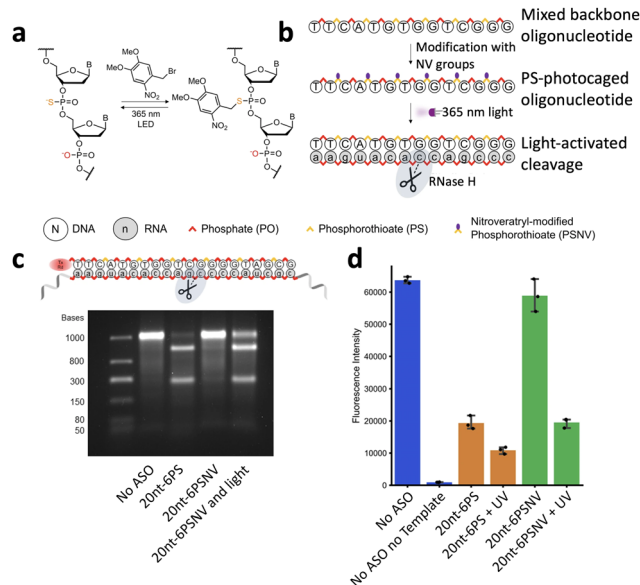 a
B
O
O
-S-P=O
O
B
O
-O-P=O
O
MeO
MeO
Br
NO2
365 nm
LED
MeO
MeO
NO2
B
O
O
S-P=O
O
B
O
-O-P=O
O
b
TTCATGTGGTCGGG
Mixed backbone
oligonucleotide
Modification with
NV groups
TTCATGTGGTCGGG
PS-photocaged
oligonucleotide
365 nm light
TTCATGTGGTCGGG
aaguacaccagccc
Light-activated
cleavage
RNase H
N DNA
n RNA
Phosphate (PO)
Phosphorothioate (PS)
Nitroveratryl-modified
Phosphorothioate (PSNV)
c
Bases
1000
800
300
150
80
50
No ASO
20nt-6PS
20nt-6PSNV
20nt-6PSNV and light
d
Fluorescence Intensity
60000
50000
40000
30000
20000
10000
0
No ASO
No ASO no Template
20nt-6PS
20nt-6PS + UV
20nt-6PSNV
20nt-6PSNV + UV